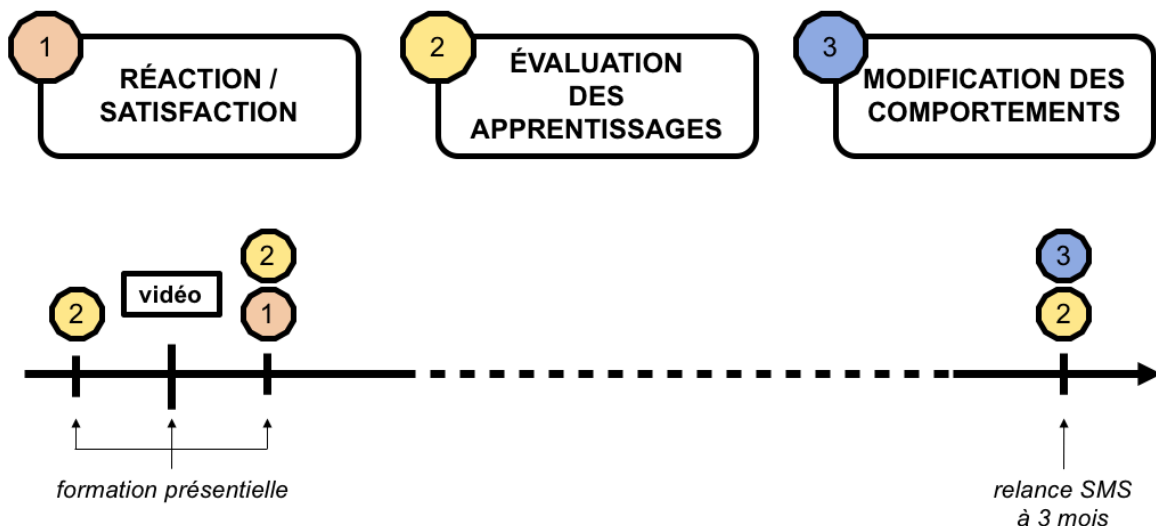 1
RÉACTION /
SATISFACTION
2
ÉVALUATION
DES
APPRENTISSAGES
3
MODIFICATION DES
COMPORTEMENTS
2
vidéo
2
1
3
2
formation présentielle
relance SMS
à 3 mois